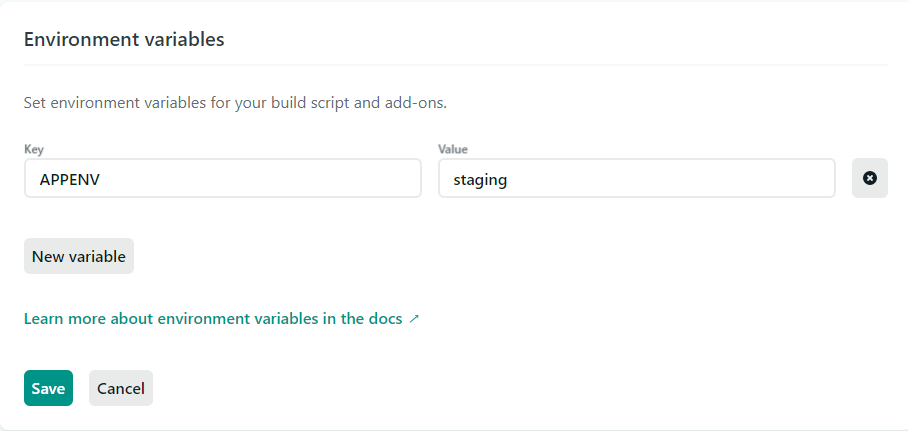 Environment variables
Set environment variables for your build script and add-ons.
Key Value
APPENV staging
New variable
Learn more about environment variables in the docs ↗
Save Cancel